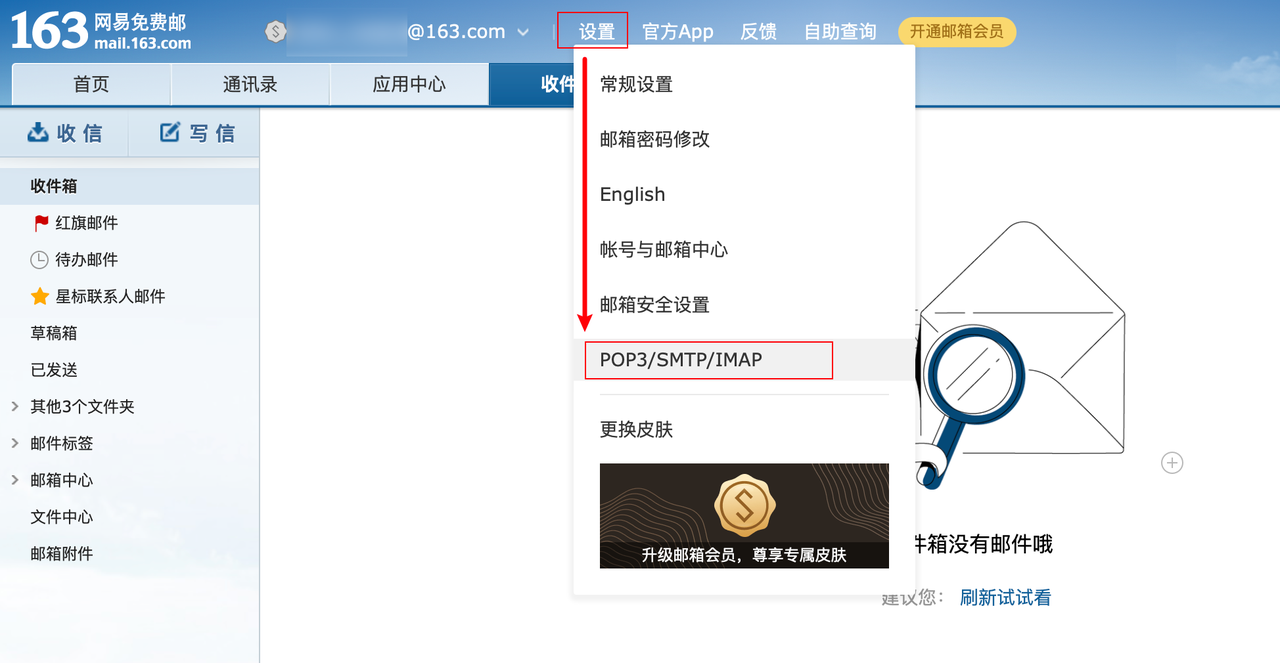 163 网易免费邮
mail.163.com
@163.com
设置
官方App
反馈
自助查询
开通邮箱会员
首页
通讯录
应用中心
收件
收信
写信
收件箱
红旗邮件
待办邮件
星标联系人邮件
草稿箱
已发送
其他3个文件夹
邮件标签
邮箱中心
文件中心
邮箱附件
常规设置
邮箱密码修改
English
帐号与邮箱中心
邮箱安全设置
POP3/SMTP/IMAP
更换皮肤
升级邮箱会员，尊享专属皮肤
件箱没有邮件哦
建议您： 刷新试试看